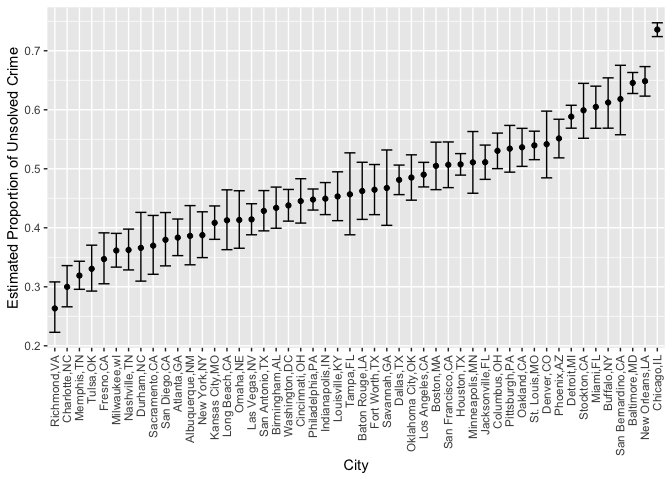 Estimated Proportion of Unsolved Crime
0.7
0.6
0.5
0.4
0.3
0.2
Richmond,VA
Charlotte,NC
Memphis,TN
Tulsa,OK
Fresno,CA
Milwaukee,wI
Nashville,TN
Durham,NC
Sacramento,CA
San Diego,CA
Atlanta,GA
Albuquerque,NM
New York,NY
Kansas City,MO
Long Beach,CA
Omaha,NE
Las Vegas,NV
San Antonio,TX
Birmingham,AL
Washington,DC
Cincinnati,OH
Philadelphia,PA
Indianapolis,IN
Louisville,KY
Tampa,FL
Baton Rouge,LA
Fort Worth,TX
Savannah,GA
Dallas,TX
Oklahoma City,OK
Los Angeles,CA
Boston,MA
San Francisco,CA
Houston,TX
Minneapolis,MN
Jacksonville,FL
Columbus,OH
Pittsburgh,PA
Oakland,CA
St. Louis,MO
Denver,CO
Phoenix,AZ
Detroit,MI
Stockton,CA
Miami,FL
Buffalo,NY
San Bernardino,CA
Baltimore,MD
New Orleans,LA
Chicago,IL
City